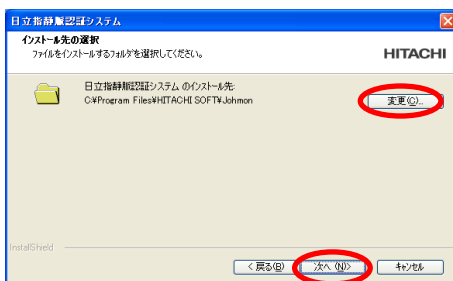 日立指静脈認証システム
インストール先の選択
ファイルをインストールするフォルダを選択してください。
HITACHI
日立指静脈認証システム のインストール先:
C:¥Program Files¥HITACHI SOFT¥Johmon
変更(C)...
InstallShield
< 戻る(B)
次へ (N)>
キャンセル